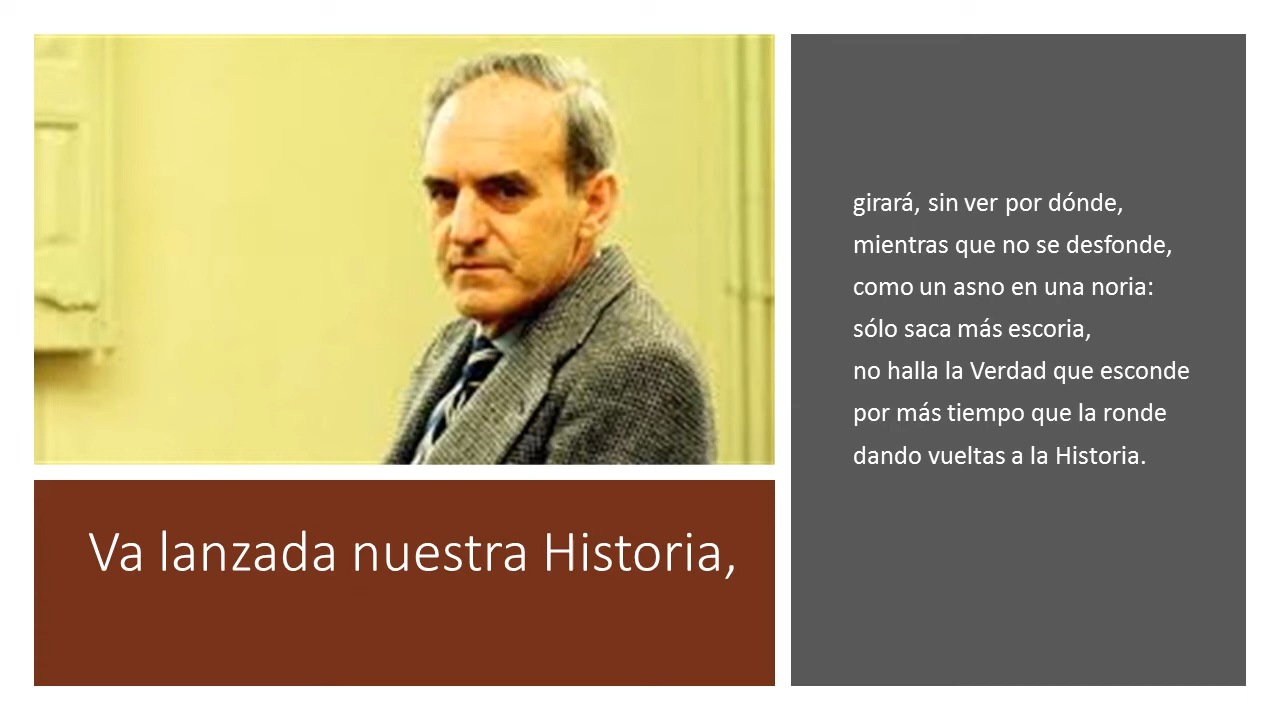 Va lanzada nuestra Historia,
girará, sin ver por dónde,
mientras que no se desfonde,
como un asno en una noria:
sólo saca más escoria,
no halla la Verdad que esconde
por más tiempo que la ronde
dando vueltas a la Historia.